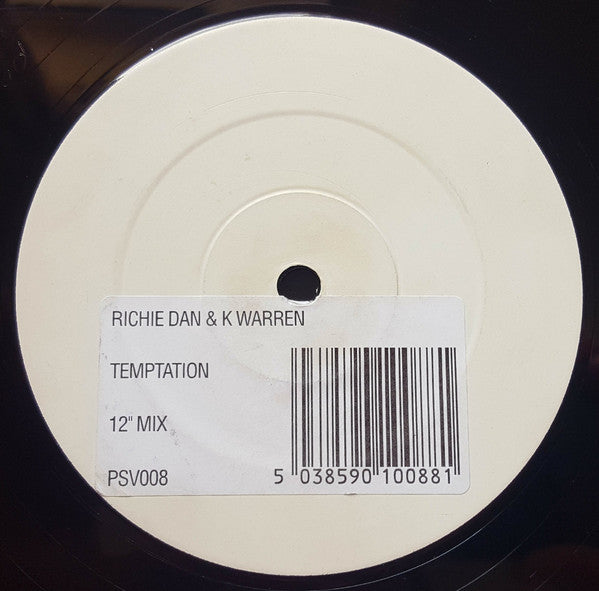 RICHIE DAN & K WARREN
TEMPTATION
12" MIX
PSV008
5 038590 100881